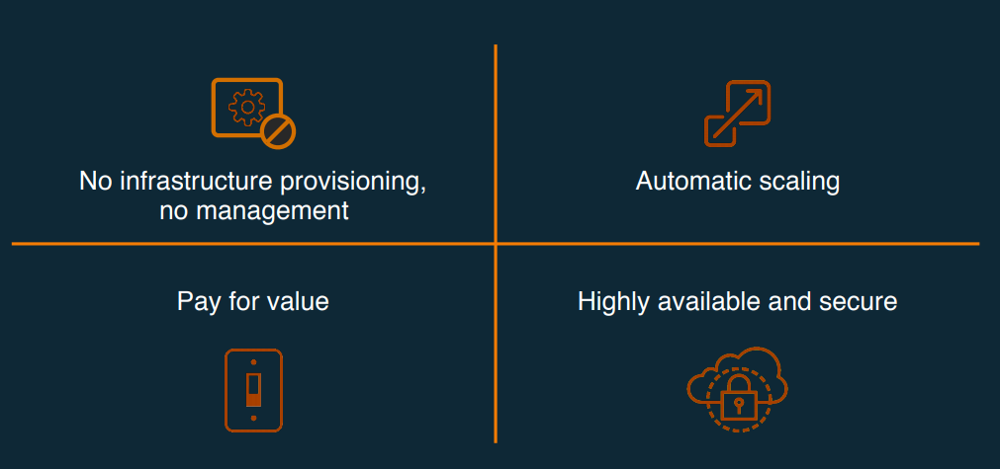 No infrastructure provisioning,
no management
Automatic scaling
Pay for value
Highly available and secure